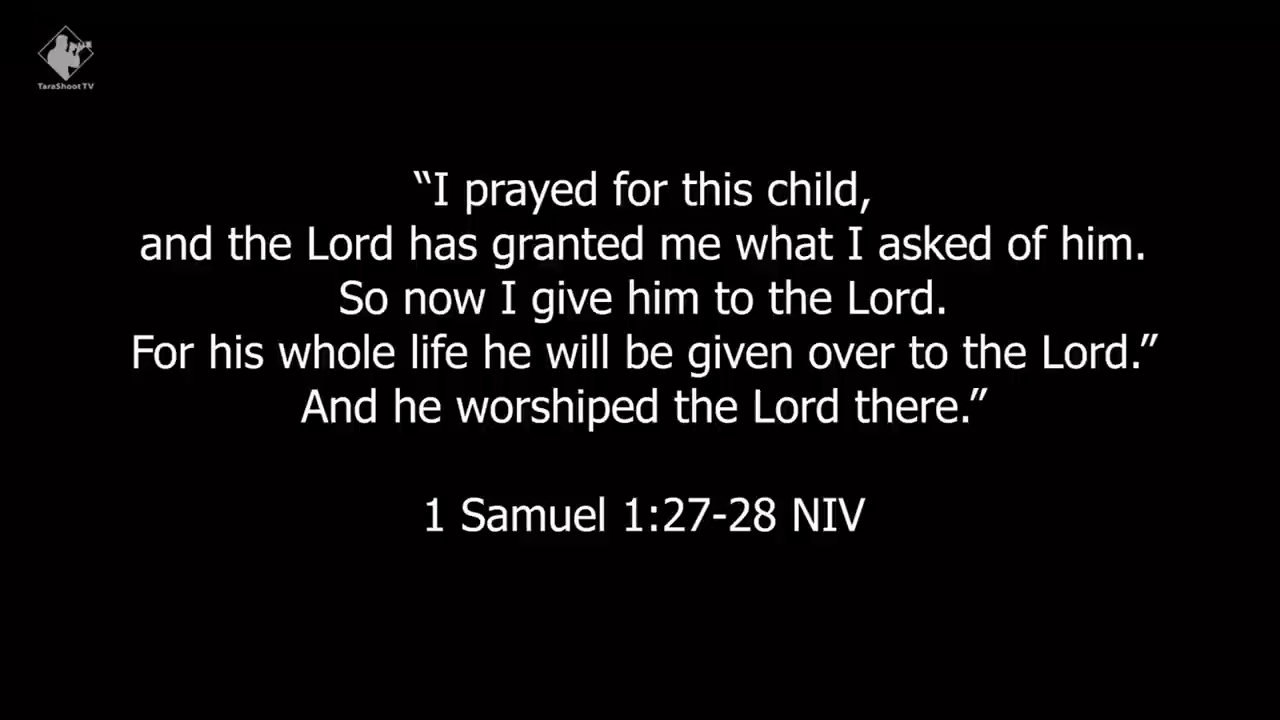 TaraShoot TV
“I prayed for this child,
and the Lord has granted me what I asked of him.
So now I give him to the Lord.
For his whole life he will be given over to the Lord.”
And he worshiped the Lord there.”
1 Samuel 1:27-28 NIV